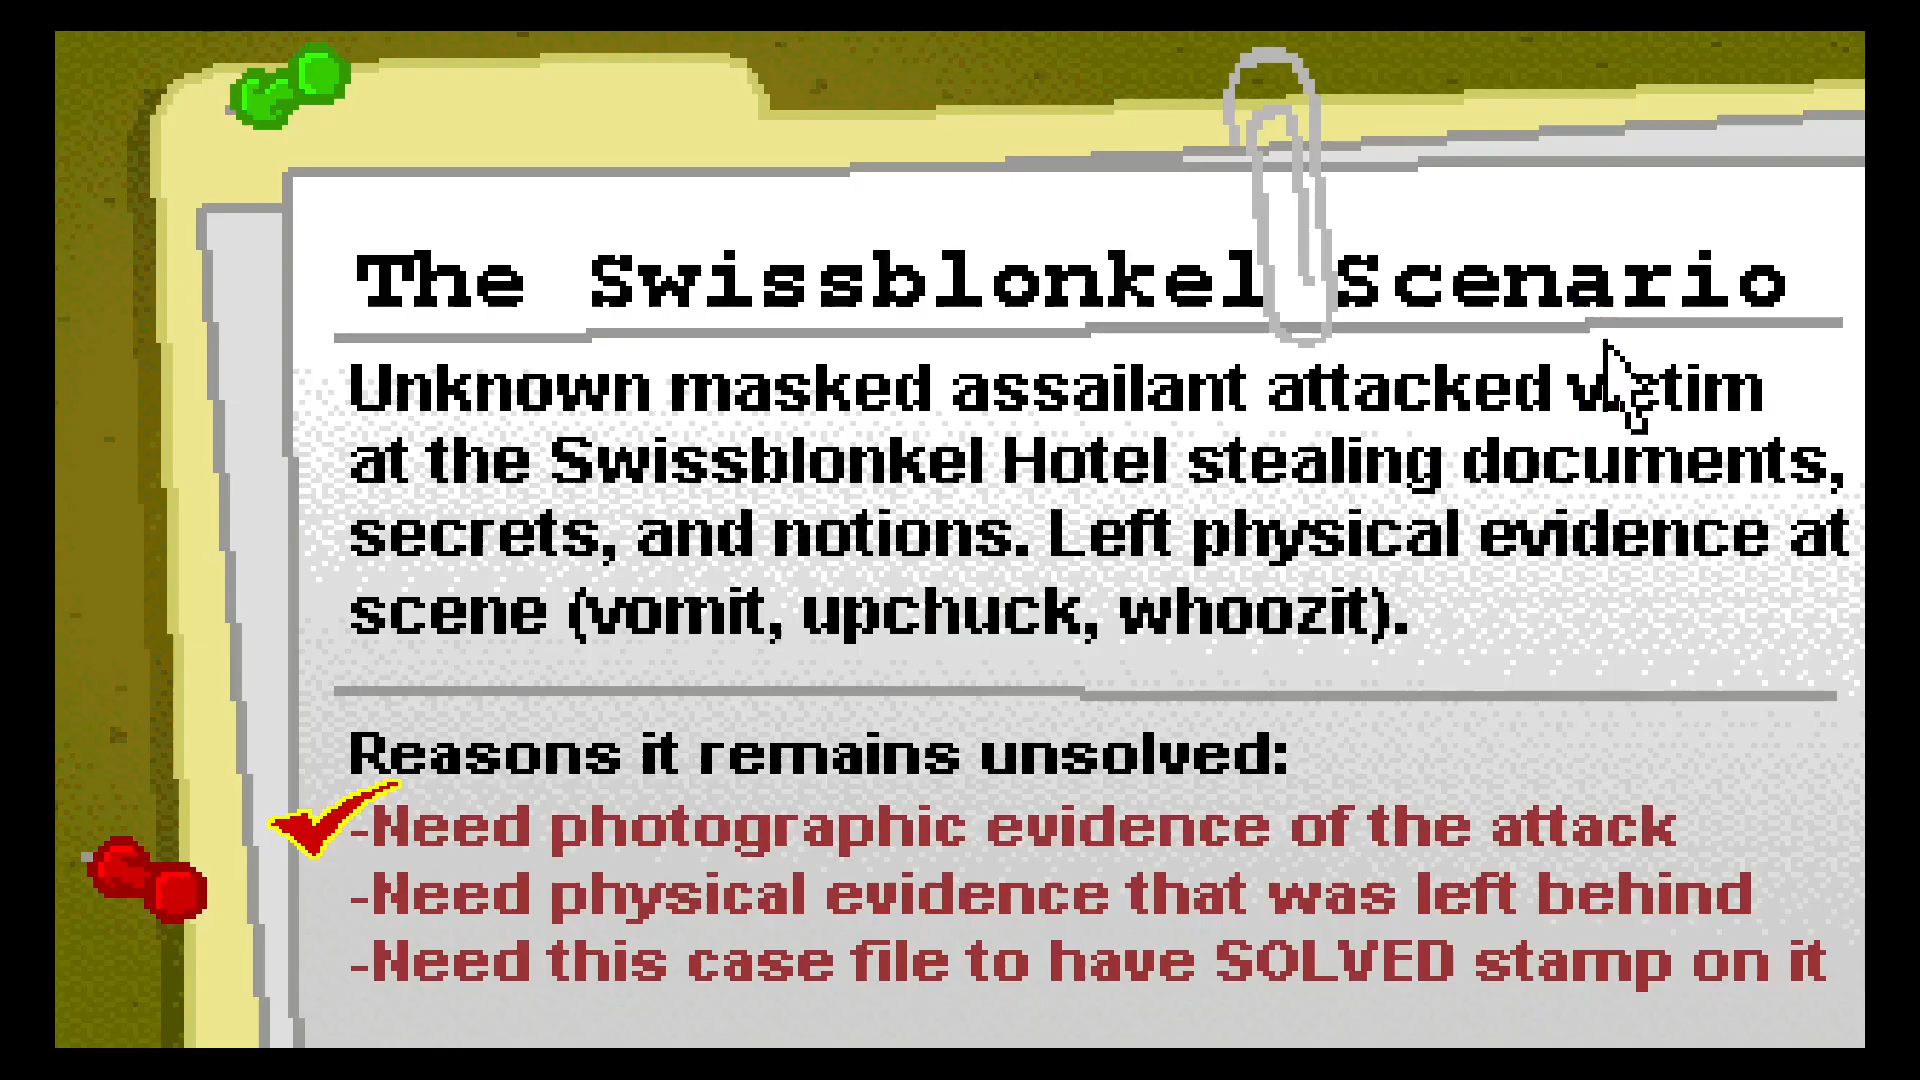 The Swissblonkel Scenario
Unknown masked assailant attacked victim
at the Swissblonkel Hotel stealing documents,
secrets, and notions. Left physical evidence at
scene (vomit, upchuck, whoozit).
Reasons it remains unsolved:
-Need photographic evidence of the attack
-Need physical evidence that was left behind
-Need this case file to have SOLVED stamp on it